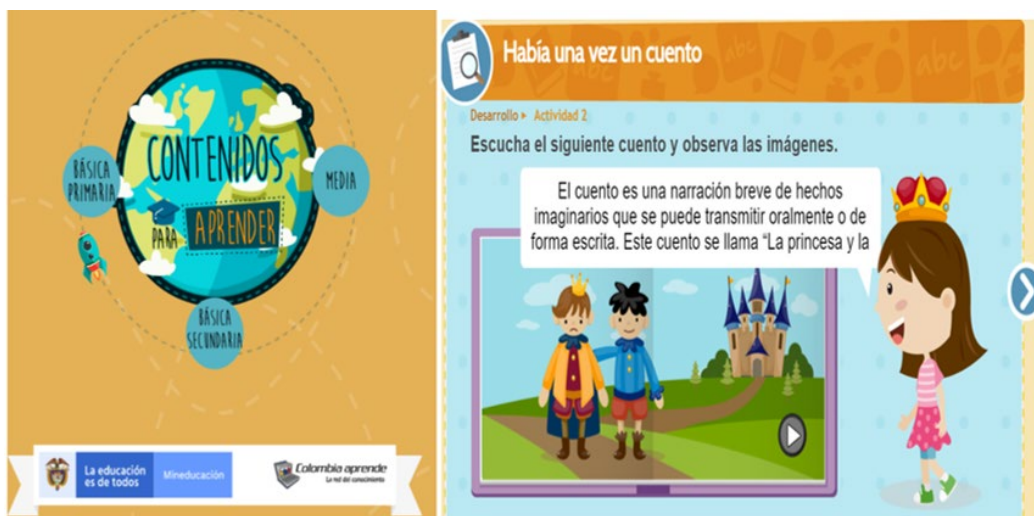 CONTENIDOS
PARA APRENDER
BÁSICA
PRIMARIA
MEDIA
BÁSICA
SECUNDARIA
La educación
es de todos
Mineducación
Colombia aprende
La red del conocimiento
Había una vez un cuento
Desarrollo ▸ Actividad 2
Escucha el siguiente cuento y observa las imágenes.
El cuento es una narración breve de hechos
imaginarios que se puede transmitir oralmente o de
forma escrita. Este cuento se llama "La princesa y la
abc
abc